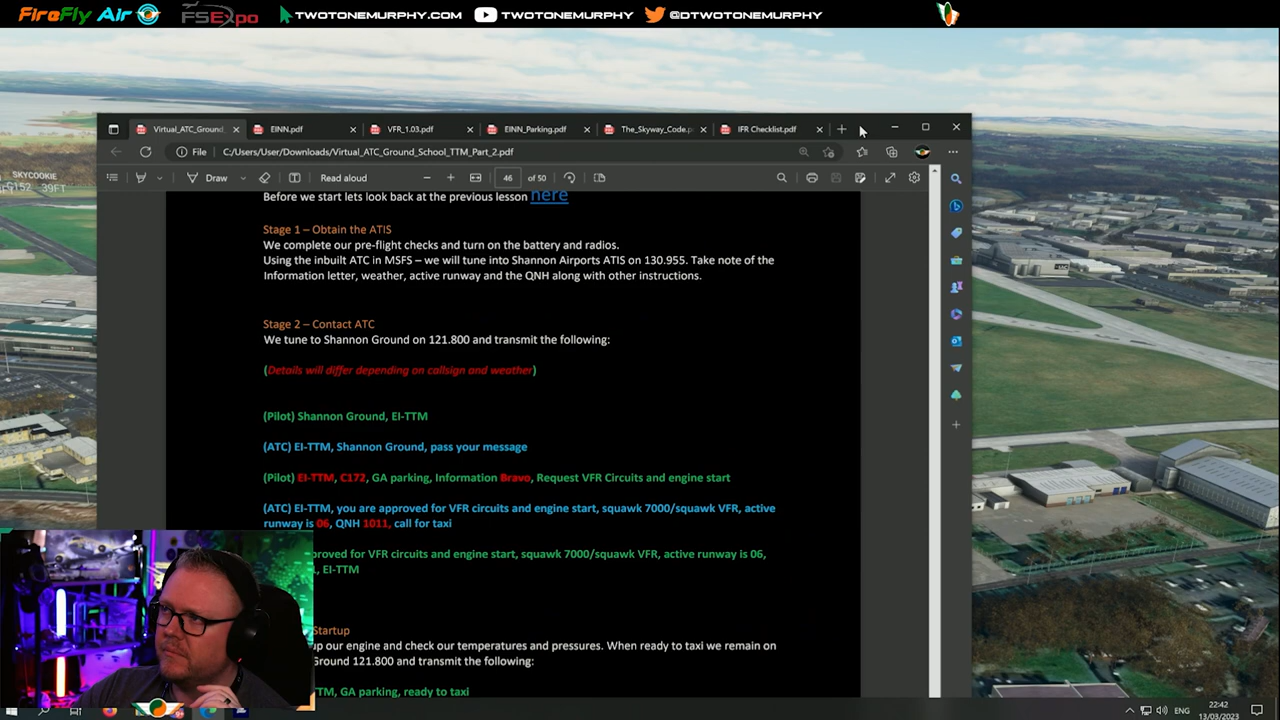 FireFly Air FSExpo TWOTONEMURPHY.COM TWOTONEMURPHY @DTWOTONEMURPHY
Virtual_ATC_Ground_ EINN.pdf VFR_1.03.pdf EINN_Parking.pdf The_Skyway_Code.p IFR Checklist.pdf
File C:/Users/User/Downloads/Virtual_ATC_Ground_School_TTM_Part_2.pdf
Draw Read aloud 46 of 50
SKYCOOKIE
C152 -39FT
Before we start lets look back at the previous lesson here
Stage 1 – Obtain the ATIS
We complete our pre-flight checks and turn on the battery and radios.
Using the inbuilt ATC in MSFS – we will tune into Shannon Airports ATIS on 130.955. Take note of the
Information letter, weather, active runway and the QNH along with other instructions.
Stage 2 – Contact ATC
We tune to Shannon Ground on 121.800 and transmit the following:
(Details will differ depending on callsign and weather)
(Pilot) Shannon Ground, EI-TTM
(ATC) EI-TTM, Shannon Ground, pass your message
(Pilot) EI-TTM, C172, GA parking, Information Bravo, Request VFR Circuits and engine start
(ATC) EI-TTM, you are approved for VFR circuits and engine start, squawk 7000/squawk VFR, active
runway is 06, QNH 1011, call for taxi
proved for VFR circuits and engine start, squawk 7000/squawk VFR, active runway is 06,
, EI-TTM
Startup
up our engine and check our temperatures and pressures. When ready to taxi we remain on
Ground 121.800 and transmit the following:
TM, GA parking, ready to taxi
ENG
22:42
13/03/2023